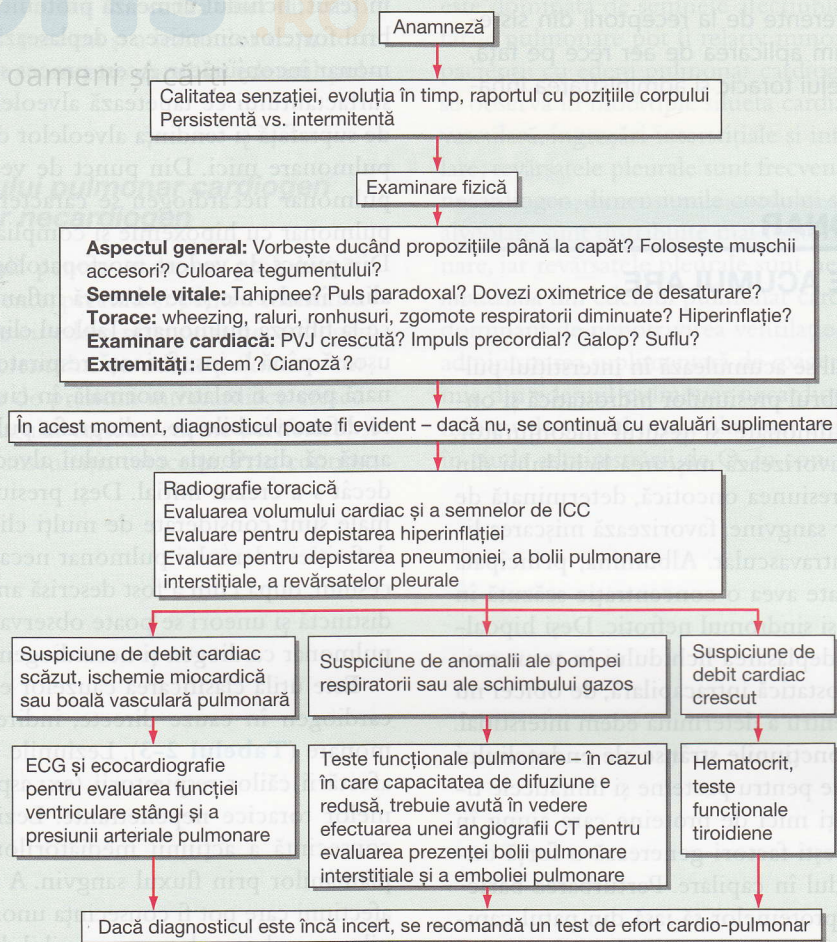 Anamneză
oameni și cărți
Calitatea senzației, evoluția în timp, raportul cu pozițiile corpului
Persistentă vs. intermitentă
Examinare fizică
Aspectul general: Vorbește ducând propozițiile până la capăt? Folosește mușchii
accesori? Culoarea tegumentului?
Semnele vitale: Tahipnee? Puls paradoxal? Dovezi oximetrice de desaturare?
Torace: wheezing, raluri, ronhusuri, zgomote respiratorii diminuate? Hiperinflație?
Examinare cardiacă: PVJ crescută? Impuls precordial? Galop? Suflu?
Extremități: Edem? Cianoză?
În acest moment, diagnosticul poate fi evident – dacă nu, se continuă cu evaluări suplimentare
Radiografie toracică
Evaluarea volumului cardiac și a semnelor de ICC
Evaluare pentru depistarea hiperinflației
Evaluare pentru depistarea pneumoniei, a bolii pulmonare
interstițiale, a revărsatelor pleurale
Suspiciune de debit cardiac
scăzut, ischemie miocardică
sau boală vasculară pulmonară
Suspiciune de anomalii ale pompei
respiratorii sau ale schimbului gazos
Suspiciune de
debit cardiac
crescut
ECG și ecocardiografie
pentru evaluarea funcției
ventriculare stângi și a
presiunii arteriale pulmonare
Teste funcționale pulmonare – în cazul
în care capacitatea de difuziune e
redusă, trebuie avută în vedere
efectuarea unei angiografii CT pentru
evaluarea prezenței bolii pulmonare
interstițiale și a emboliei pulmonare
Hematocrit,
teste
funcționale
tiroidiene
Dacă diagnosticul este încă incert, se recomandă un test de efort cardio-pulmonar